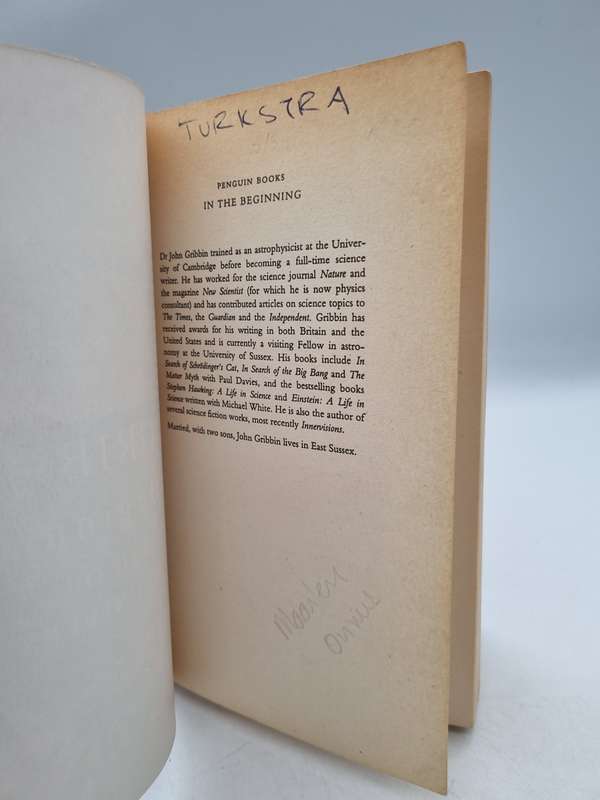 TURKSTRA
PENGUIN BOOKS
IN THE BEGINNING
Dr John Gribbin trained as an astrophysicist at the Univer-
sity of Cambridge before becoming a full-time science
writer. He has worked for the science journal Nature and
the magazine New Scientist (for which he is now physics
consultant) and has contributed articles on science topics to
The Times, the Guardian and the Independent. Gribbin has
received awards for his writing in both Britain and the
United States and is currently a visiting Fellow in astro-
nomy at the University of Sussex. His books include In
Search of Schrödinger's Cat, In Search of the Big Bang and The
Matter Myth with Paul Davies, and the bestselling books
Stephen Hawking: A Life in Science and Einstein: A Life in
Science written with Michael White. He is also the author of
several science fiction works, most recently Innervisions.
Married, with two sons, John Gribbin lives in East Sussex.
Maarten